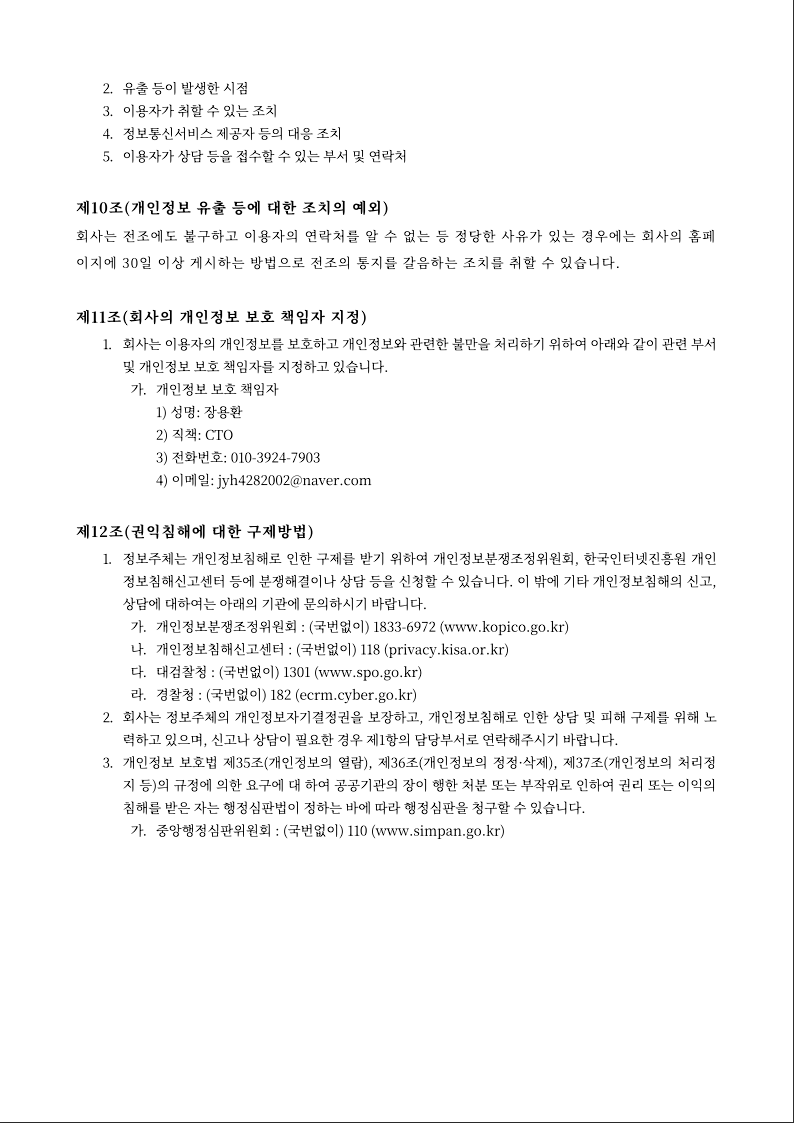 2. 유출 등이 발생한 시점
3. 이용자가 취할 수 있는 조치
4. 정보통신서비스 제공자 등의 대응 조치
5. 이용자가 상담 등을 접수할 수 있는 부서 및 연락처
제10조(개인정보 유출 등에 대한 조치의 예외)
회사는 전조에도 불구하고 이용자의 연락처를 알 수 없는 등 정당한 사유가 있는 경우에는 회사의 홈페
이지에 30일 이상 게시하는 방법으로 전조의 통지를 갈음하는 조치를 취할 수 있습니다.
제11조(회사의 개인정보 보호 책임자 지정)
1. 회사는 이용자의 개인정보를 보호하고 개인정보와 관련한 불만을 처리하기 위하여 아래와 같이 관련 부서
및 개인정보 보호 책임자를 지정하고 있습니다.
가. 개인정보 보호 책임자
1) 성명: 장용환
2) 직책: CTO
3) 전화번호: 010-3924-7903
4) 이메일: jyh4282002@naver.com
제12조(권익침해에 대한 구제방법)
1. 정보주체는 개인정보침해로 인한 구제를 받기 위하여 개인정보분쟁조정위원회, 한국인터넷진흥원 개인
정보침해신고센터 등에 분쟁해결이나 상담 등을 신청할 수 있습니다. 이 밖에 기타 개인정보침해의 신고,
상담에 대하여는 아래의 기관에 문의하시기 바랍니다.
가. 개인정보분쟁조정위원회 : (국번없이) 1833-6972 (www.kopico.go.kr)
나. 개인정보침해신고센터 : (국번없이) 118 (privacy.kisa.or.kr)
다. 대검찰청 : (국번없이) 1301 (www.spo.go.kr)
라. 경찰청 : (국번없이) 182 (ecrm.cyber.go.kr)
2. 회사는 정보주체의 개인정보자기결정권을 보장하고, 개인정보침해로 인한 상담 및 피해 구제를 위해 노
력하고 있으며, 신고나 상담이 필요한 경우 제1항의 담당부서로 연락해주시기 바랍니다.
3. 개인정보 보호법 제35조(개인정보의 열람), 제36조(개인정보의 정정·삭제), 제37조(개인정보의 처리정
지 등)의 규정에 의한 요구에 대 하여 공공기관의 장이 행한 처분 또는 부작위로 인하여 권리 또는 이익의
침해를 받은 자는 행정심판법이 정하는 바에 따라 행정심판을 청구할 수 있습니다.
가. 중앙행정심판위원회 : (국번없이) 110 (www.simpan.go.kr)